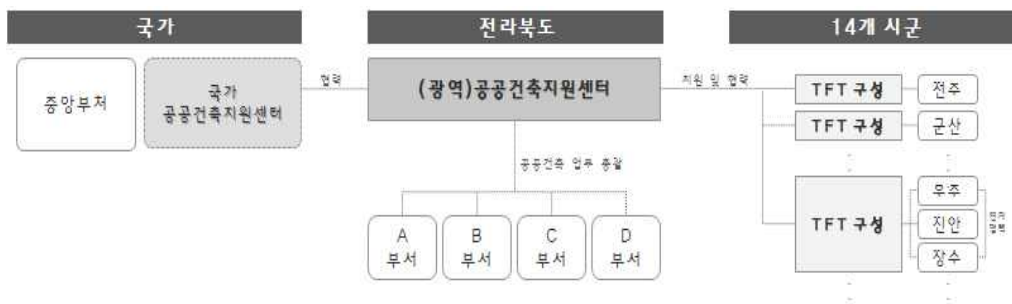 국가
전라북도
14개 시군
중앙부처
국가
공공건축지원센터
협력
(광역)공공건축지원센터
지원 및 협력
공공건축 업무 총괄
A
부서
B
부서
C
부서
D
부서
TFT 구성
전주
TFT 구성
군산
TFT 구성
무주
진안
장수